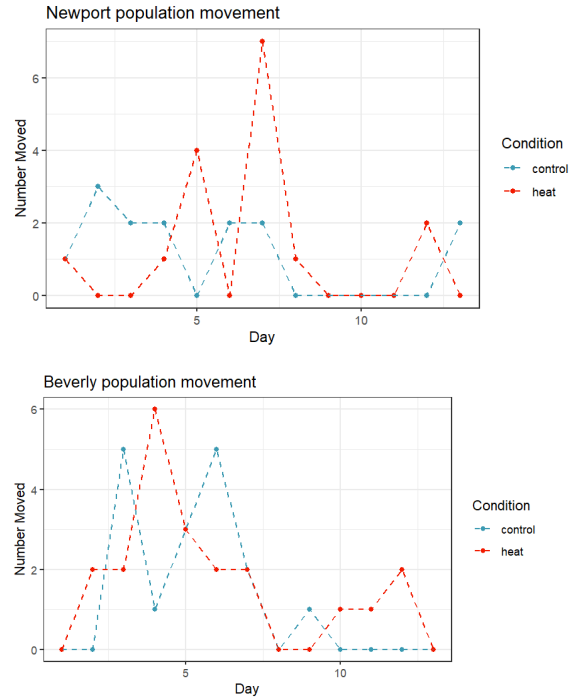 Newport population movement
6
4
2
0
Number Moved
5
10
Day
Condition
control
heat
Beverly population movement
6
4
2
0
Number Moved
5
10
Day
Condition
control
heat